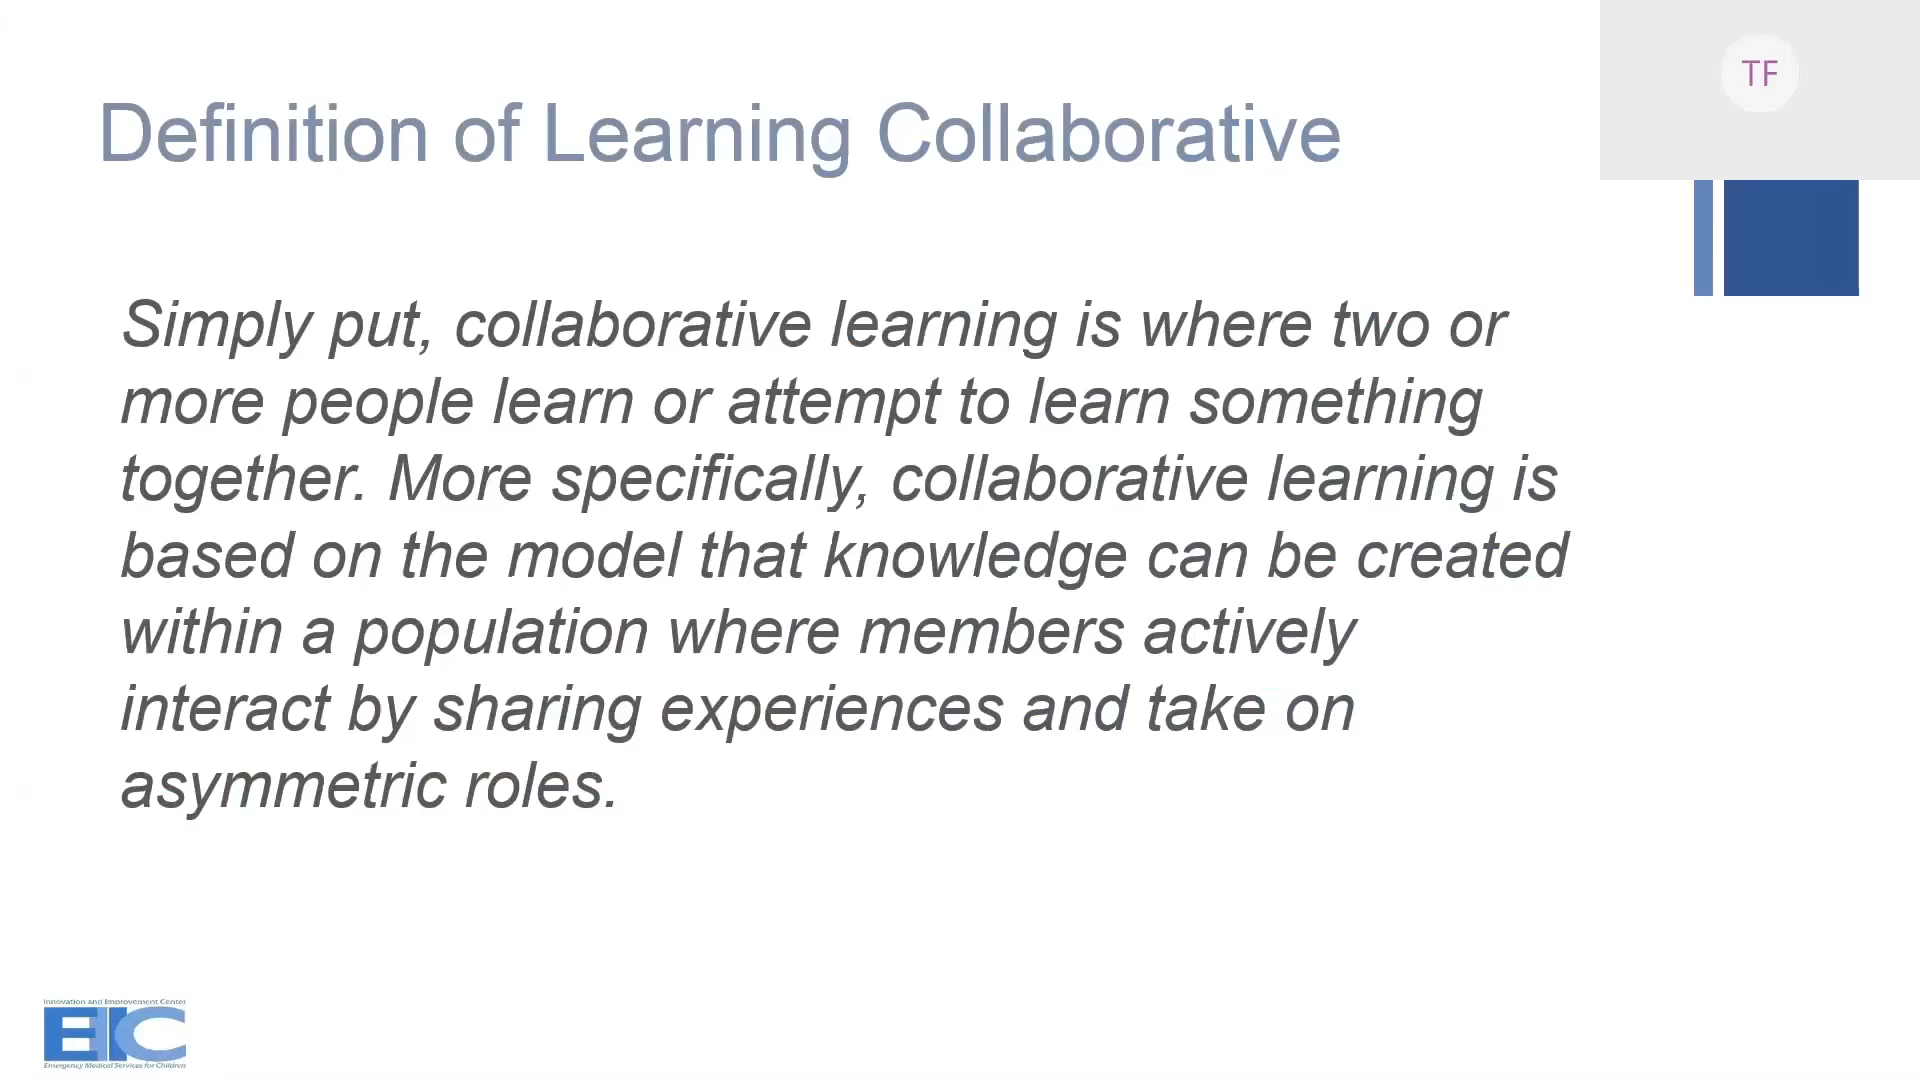 TF
Definition of Learning Collaborative
Simply put, collaborative learning is where two or
more people learn or attempt to learn something
together. More specifically, collaborative learning is
based on the model that knowledge can be created
within a population where members actively
interact by sharing experiences and take on
asymmetric roles.
Innovation and Improvement Center
EIIC
Emergency Medical Services for Children